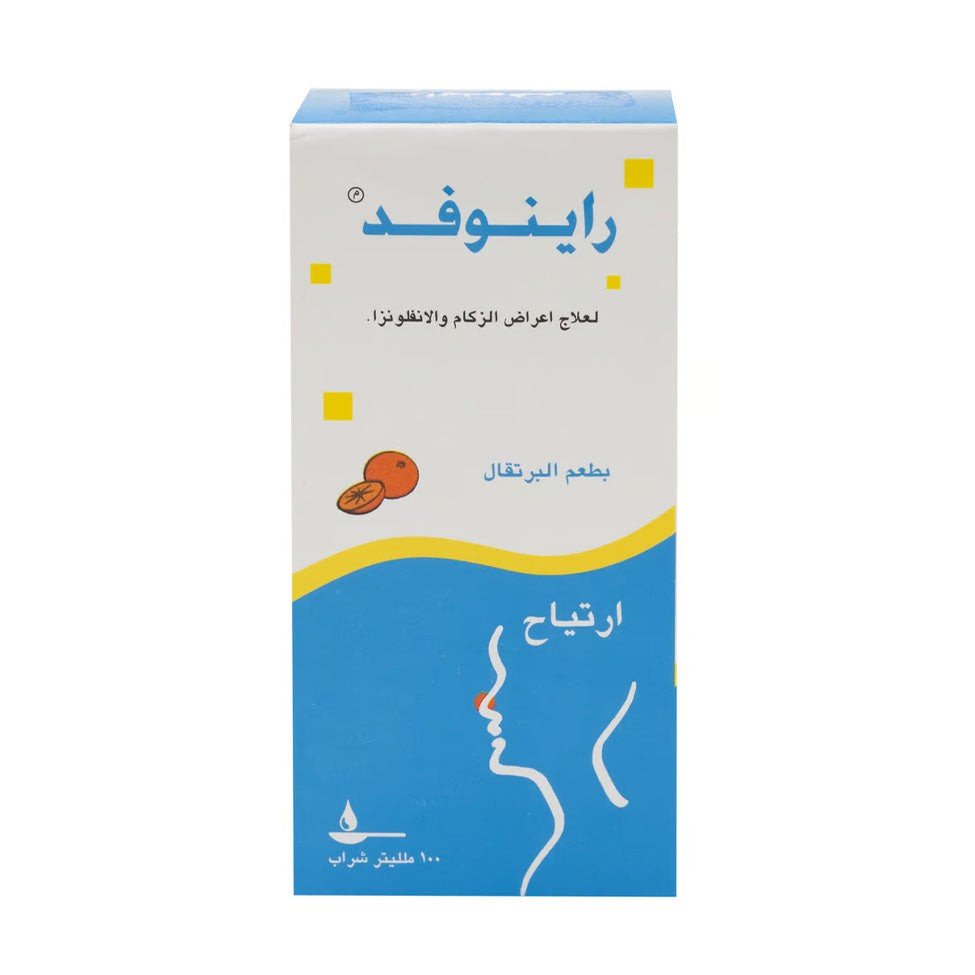 راينوفد م
لعلاج اعراض الزكام والانفلونزا.
بطعم البرتقال
ارتياح
١٠٠ ملليتر شراب